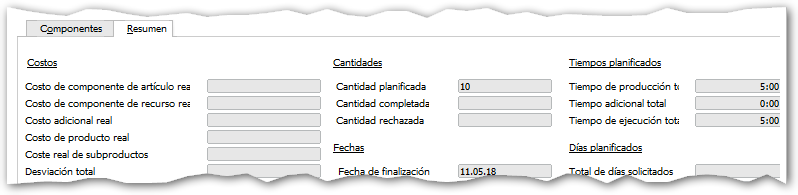 Componentes Resumen
Costos Cantidades Tiempos planificados
Costo de componente de artículo rea Cantidad planificada 10 Tiempo de producción to 5:00
Costo de componente de recurso rea Cantidad completada Tiempo adicional total 0:00
Costo adicional real Cantidad rechazada Tiempo de ejecución tota 5:00
Costo de producto real
Coste real de subproductos Fechas Días planificados
Desviación total Fecha de finalización 11.05.18 Total de días solicitados